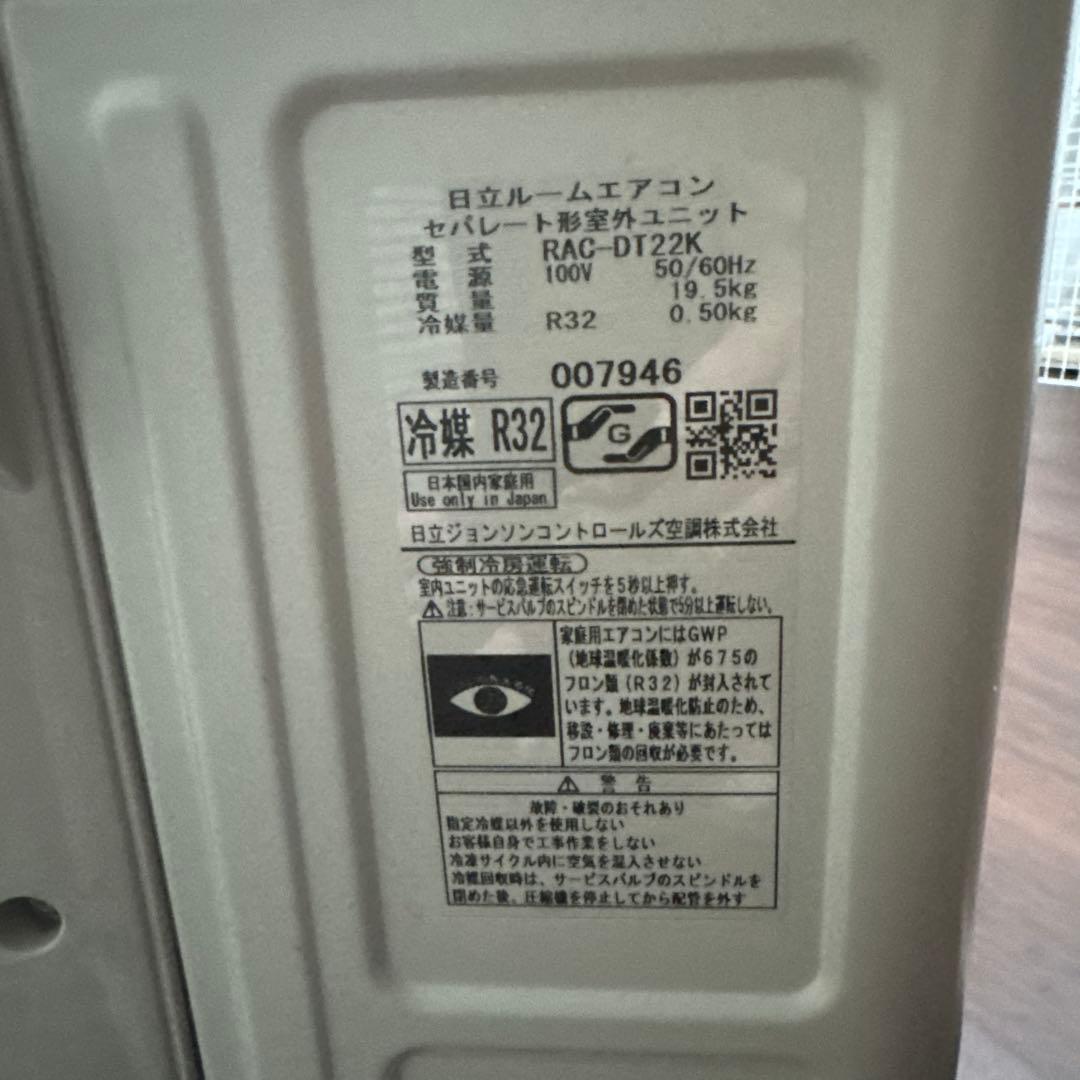 日立ルームエアコン
セパレート形室外ユニット
型 式 RAC-DT22K
電 源 100V 50/60Hz
質 量 19.5kg
冷媒量 R32 0.50kg
製造番号 007946
冷媒 R32
G
日本国内家庭用
Use only in Japan
日立ジョンソンコントロールズ空調株式会社
強制冷房運転
室内ユニットの応急運転スイッチを5秒以上押す。
⚠注意:サービスバルブのスピンドルを閉めた状態で5分以上運転しない。
家庭用エアコンにはGWP
(地球温暖化係数)が675の
フロン類(R32)が封入されて
います。地球温暖化防止のため、
移設・修理・廃棄等にあたっては
フロン類の回収が必要です。
⚠ 警 告
故障・破裂のおそれあり
指定冷媒以外を使用しない
お客様自身で工事作業をしない
冷凍サイクル内に空気を混入させない
冷媒回収時は、サービスバルブのスピンドルを
閉めた後、圧縮機を停止してから配管を外す